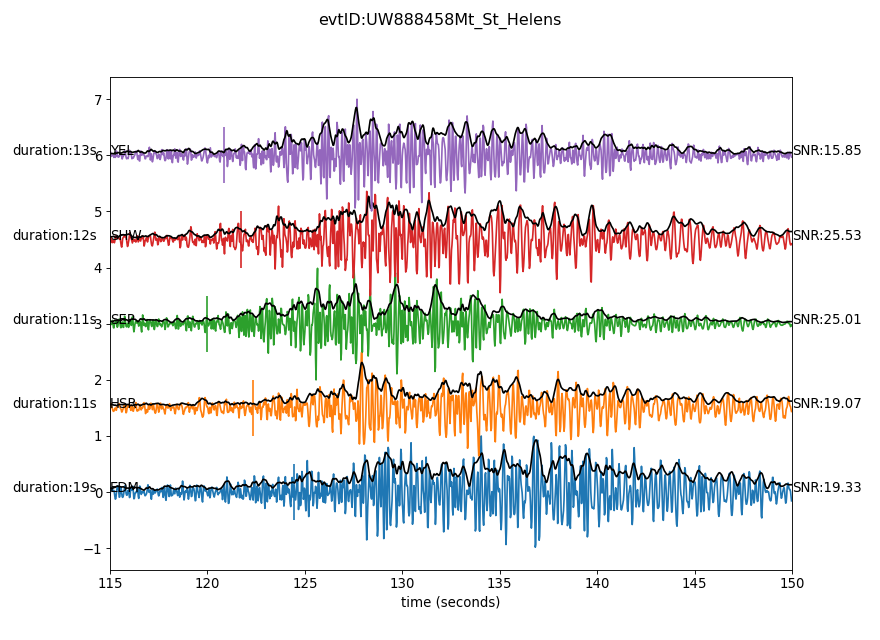 evtID:UW888458Mt_St_Helens
7
duration:13s YEL SNR:15.85
6
5
duration:12s SHW SNR:25.53
4
duration:11s SEP SNR:25.01
3
2
duration:11s HSR SNR:19.07
1
duration:19s EDM SNR:19.33
0
−1
115 120 125 130 135 140 145 150
time (seconds)